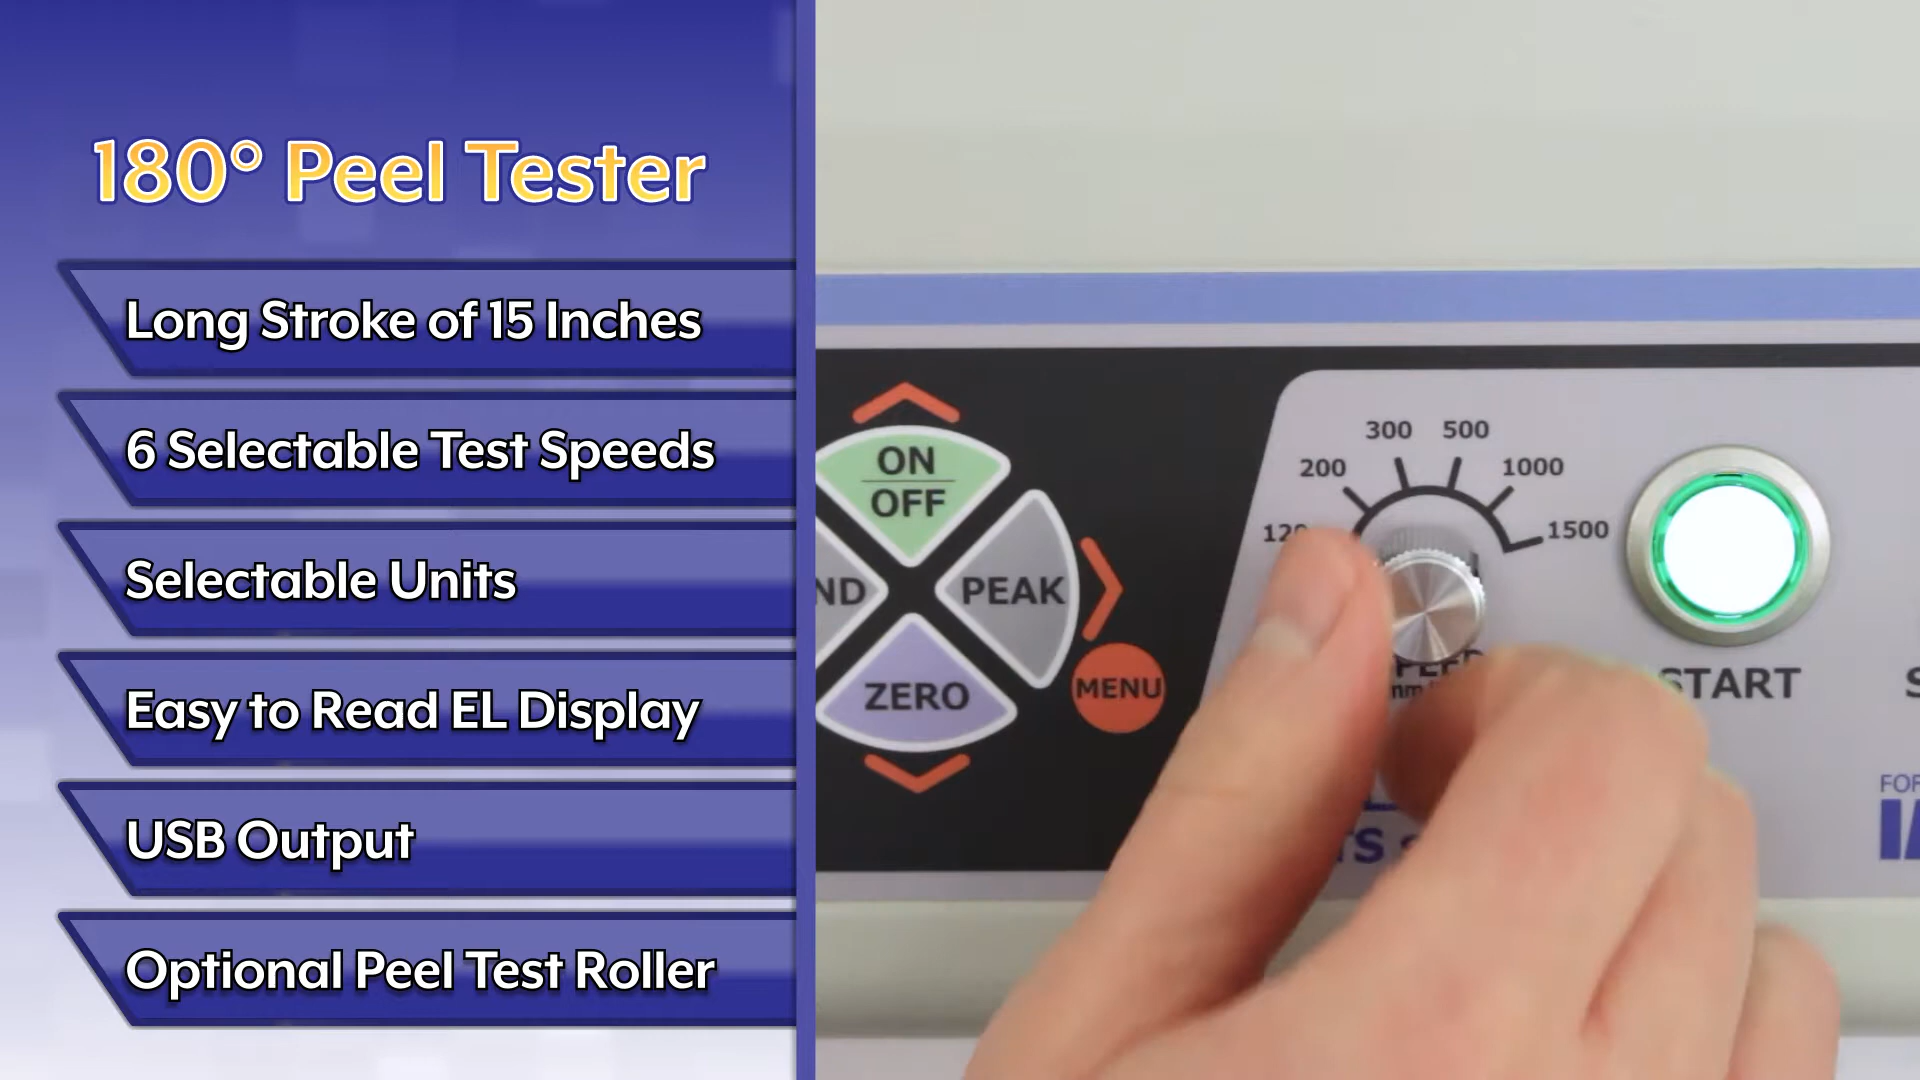 180° Peel Tester
Long Stroke of 15 Inches
6 Selectable Test Speeds
Selectable Units
Easy to Read EL Display
USB Output
Optional Peel Test Roller
ON
OFF
PEAK
ZERO
MENU
200
300
500
1000
1500
START